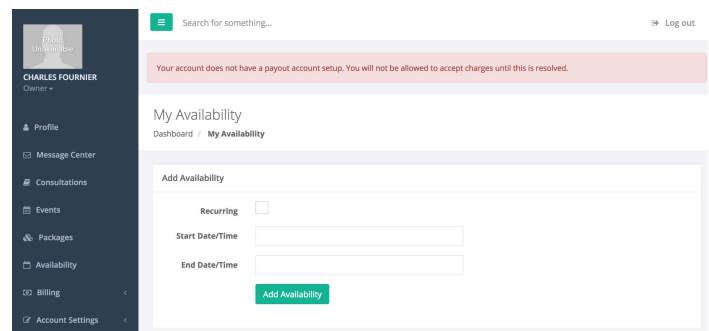 Photo
Unavailable
CHARLES FOURNIER
Owner
Profile
Message Center
Consultations
Events
Packages
Availability
Billing
Account Settings
Search for something...
Log out
Your account does not have a payout account setup. You will not be allowed to accept charges until this is resolved.
My Availability
Dashboard / My Availability
Add Availability
Recurring
Start Date/Time
End Date/Time
Add Availability